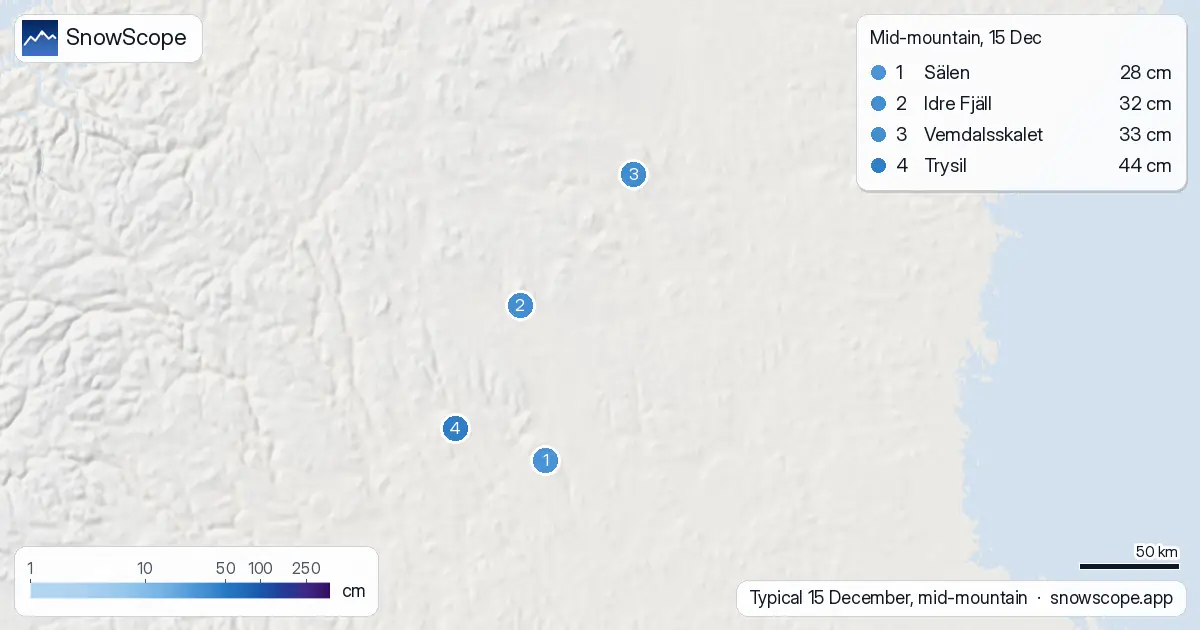 SnowScope
Mid-mountain, 15 Dec
1 Sälen 28 cm
2 Idre Fjäll 32 cm
3 Vemdalsskalet 33 cm
4 Trysil 44 cm
3
2
4
1
1 10 50 100 250
cm
50 km
Typical 15 December, mid-mountain · snowscope.app